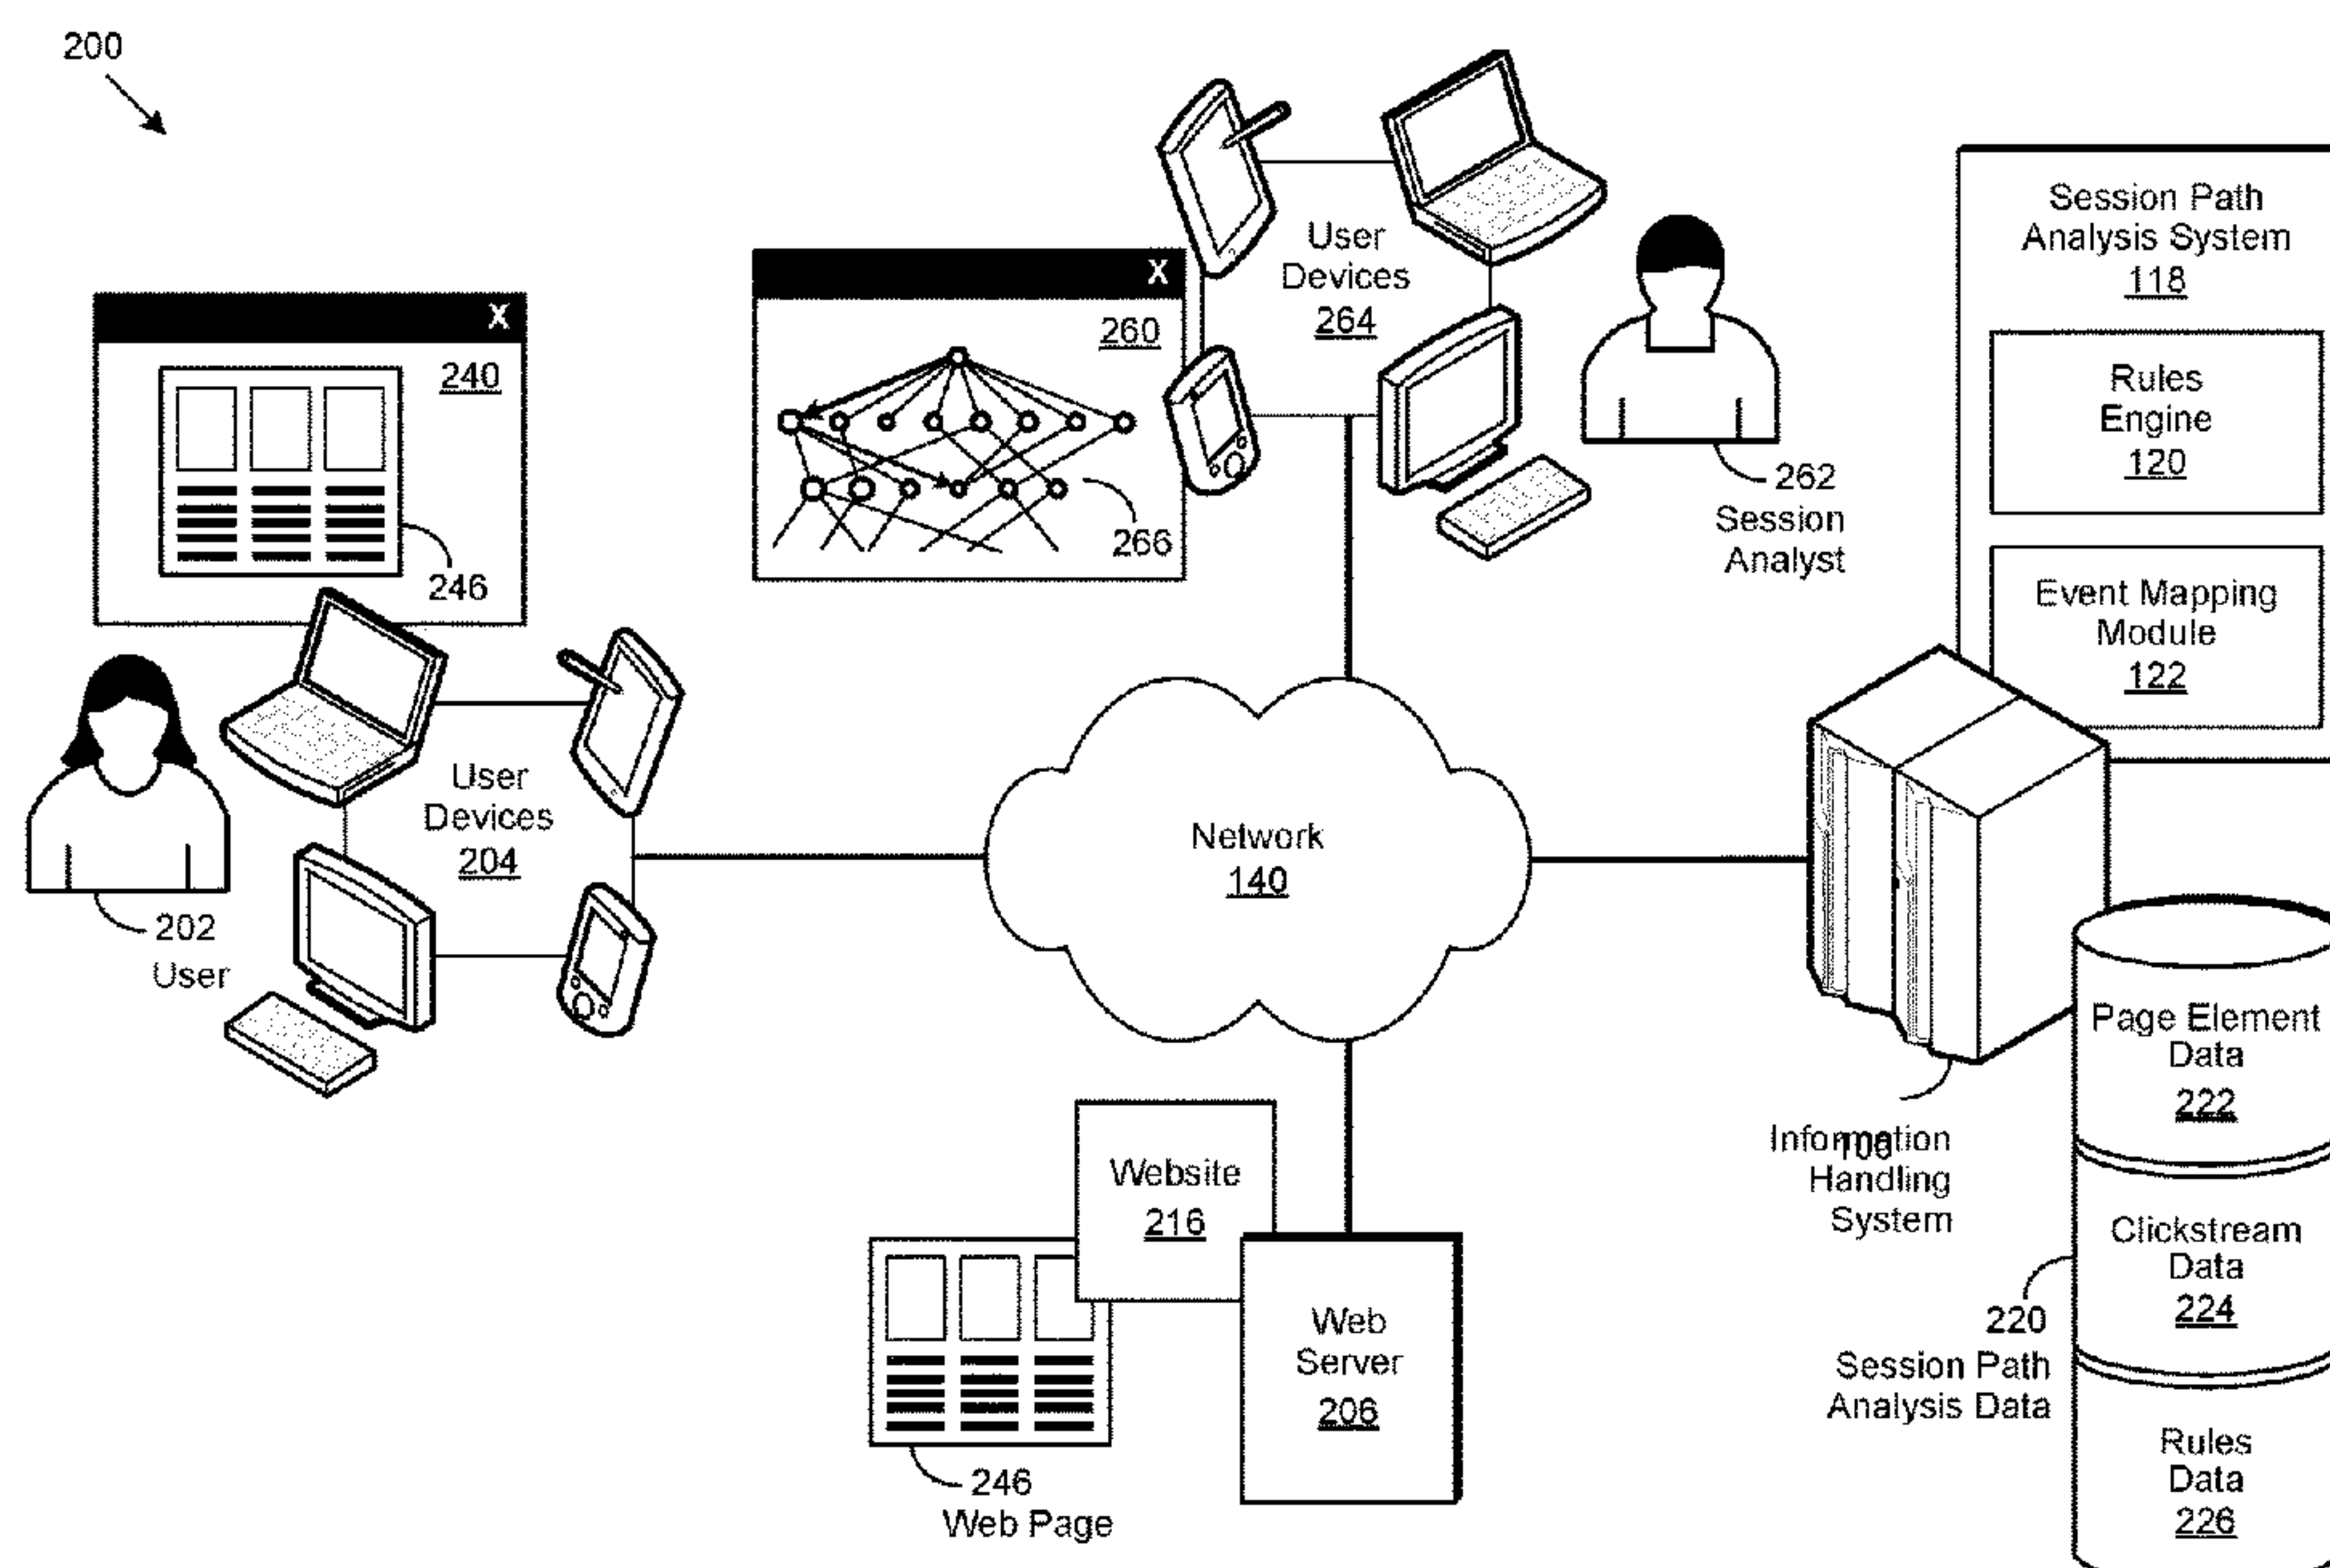 200
X
240
246
202
User
User
Devices
204
X
260
266
User
Devices
264
262
Session
Analyst
Session Path
Analysis System
118
Rules
Engine
120
Event Mapping
Module
122
Network
140
Information
Handling
System
Page Element
Data
222
Clickstream
Data
224
Rules
Data
226
220
Session Path
Analysis Data
Website
216
Web
Server
206
246
Web Page